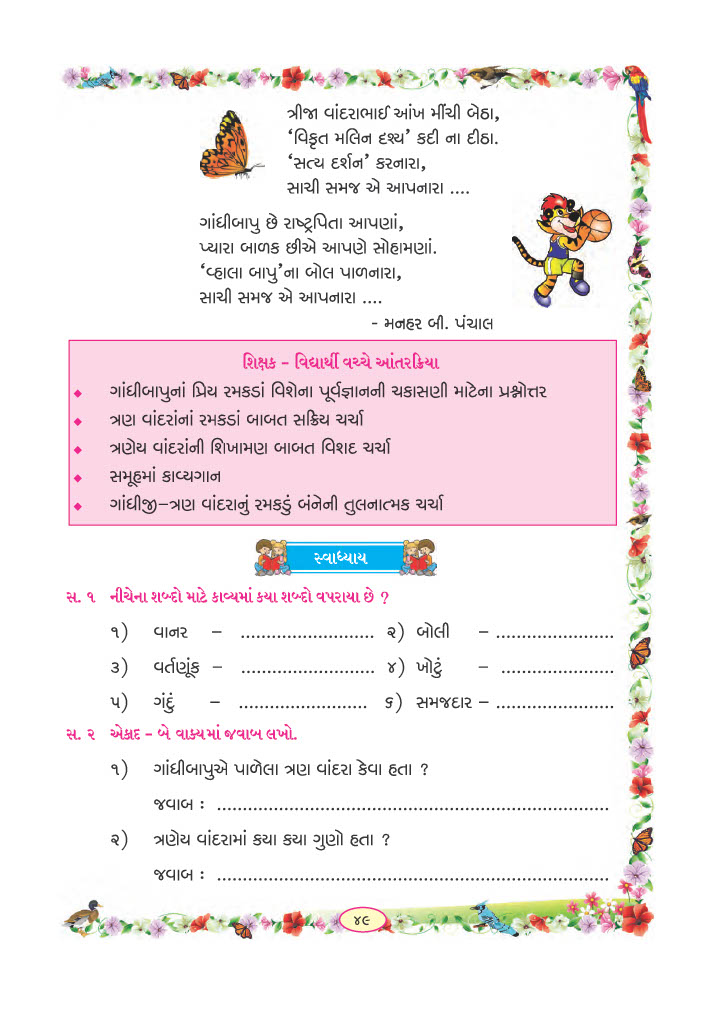 ત્રીજા વાંદરાભાઈ આંખ મીંચી બેઠા,
‘વિકૃત મલિન દૃશ્ય’ કદી ના દીઠા.
‘સત્ય દર્શન’ કરનારા,
સાચી સમજ એ આપનારા ....
ગાંધીબાપુ છે રાષ્ટ્રપિતા આપણાં,
પ્યારા બાળક છીએ આપણે સોહામણાં.
‘વ્હાલા બાપુ’ના બોલ પાળનારા,
સાચી સમજ એ આપનારા ....
- મનહર બી. પંચાલ
શિક્ષક - વિદ્યાર્થી વચ્ચે આંતરક્રિયા
◆ ગાંધીબાપુનાં પ્રિય રમકડાં વિશેના પૂર્વજ્ઞાનની ચકાસણી માટેના પ્રશ્નોત્તર
◆ ત્રણ વાંદરાંનાં રમકડાં બાબત સક્રિય ચર્ચા
◆ ત્રણેય વાંદરાંની શિખામણ બાબત વિશદ ચર્ચા
◆ સમૂહમાં કાવ્યગાન
◆ ગાંધીજી–ત્રણ વાંદરાનું રમકડું બંનેની તુલનાત્મક ચર્ચા
સ્વાધ્યાય
સ. ૧ નીચેના શબ્દો માટે કાવ્યમાં કયા શબ્દો વપરાયા છે ?
૧) વાનર – .......................... ૨) બોલી – .......................
૩) વર્તણૂંક – .......................... ૪) ખોટું – ......................
૫) ગંદું – ......................... ૬) સમજદાર – .......................
સ. ૨ એકાદ - બે વાક્યમાં જવાબ લખો.
૧) ગાંધીબાપુએ પાળેલા ત્રણ વાંદરા કેવા હતા ?
જવાબ : ............................................................................
૨) ત્રણેય વાંદરામાં કયા કયા ગુણો હતા ?
જવાબ : ............................................................................
૪૯